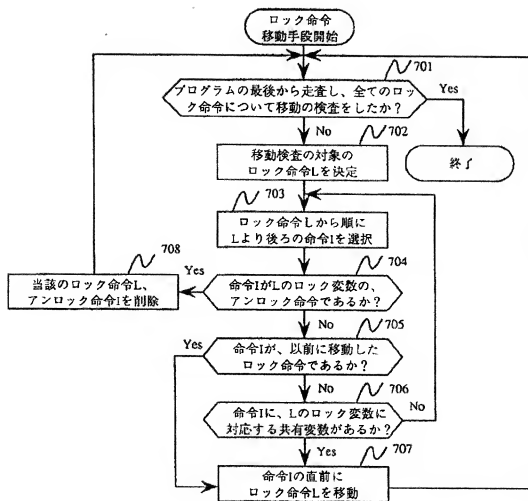 ロック命令
移動手段開始
701
プログラムの最後から走査し、全てのロッ
ク命令について移動の検査をしたか?
Yes
No
702
移動検査の対象の
ロック命令Lを決定
終了
703
ロック命令Lから順に
Lより後ろの命令Iを選択
708
当該のロック命令L、
アンロック命令Iを削除
Yes
704
命令IがLのロック変数の、
アンロック命令であるか?
No
705
Yes
命令Iが、以前に移動した
ロック命令であるか?
No
706
命令Iに、Lのロック変数に
対応する共有変数があるか?
No
Yes
707
命令Iの直前に
ロック命令Lを移動